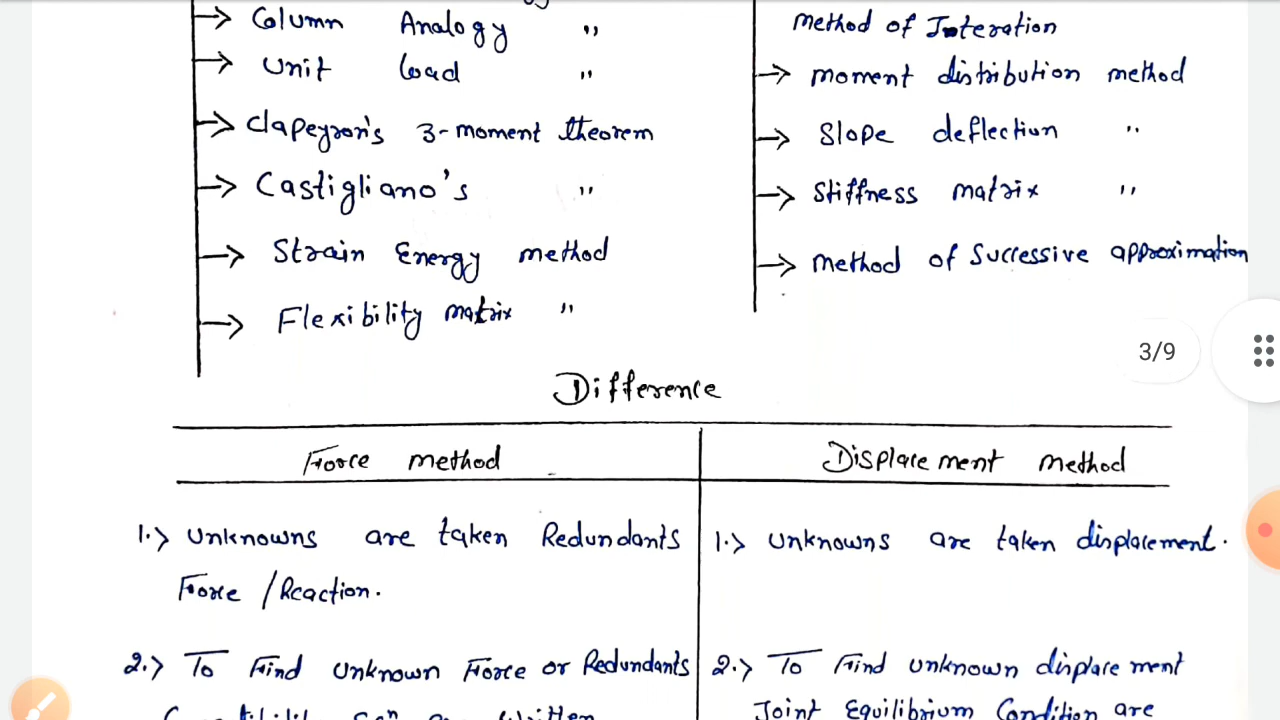 → Column Analogy "
→ Unit load "
→ Clapeyron's 3-moment theorem
→ Castigliano's "
→ Strain Energy method
→ Flexibility matrix "
method of Interation
→ moment distribution method
→ Slope deflection "
→ Stiffness matrix "
→ method of Successive approximation
3/9
Difference
Force method
Displacement method
1.> Unknowns are taken Redundants
Force / Reaction.
2.> To Find Unknown Force or Redundants
1.> Unknowns are taken displacement.
2.> To Find unknown displacement
Joint Equilibrium Condition are